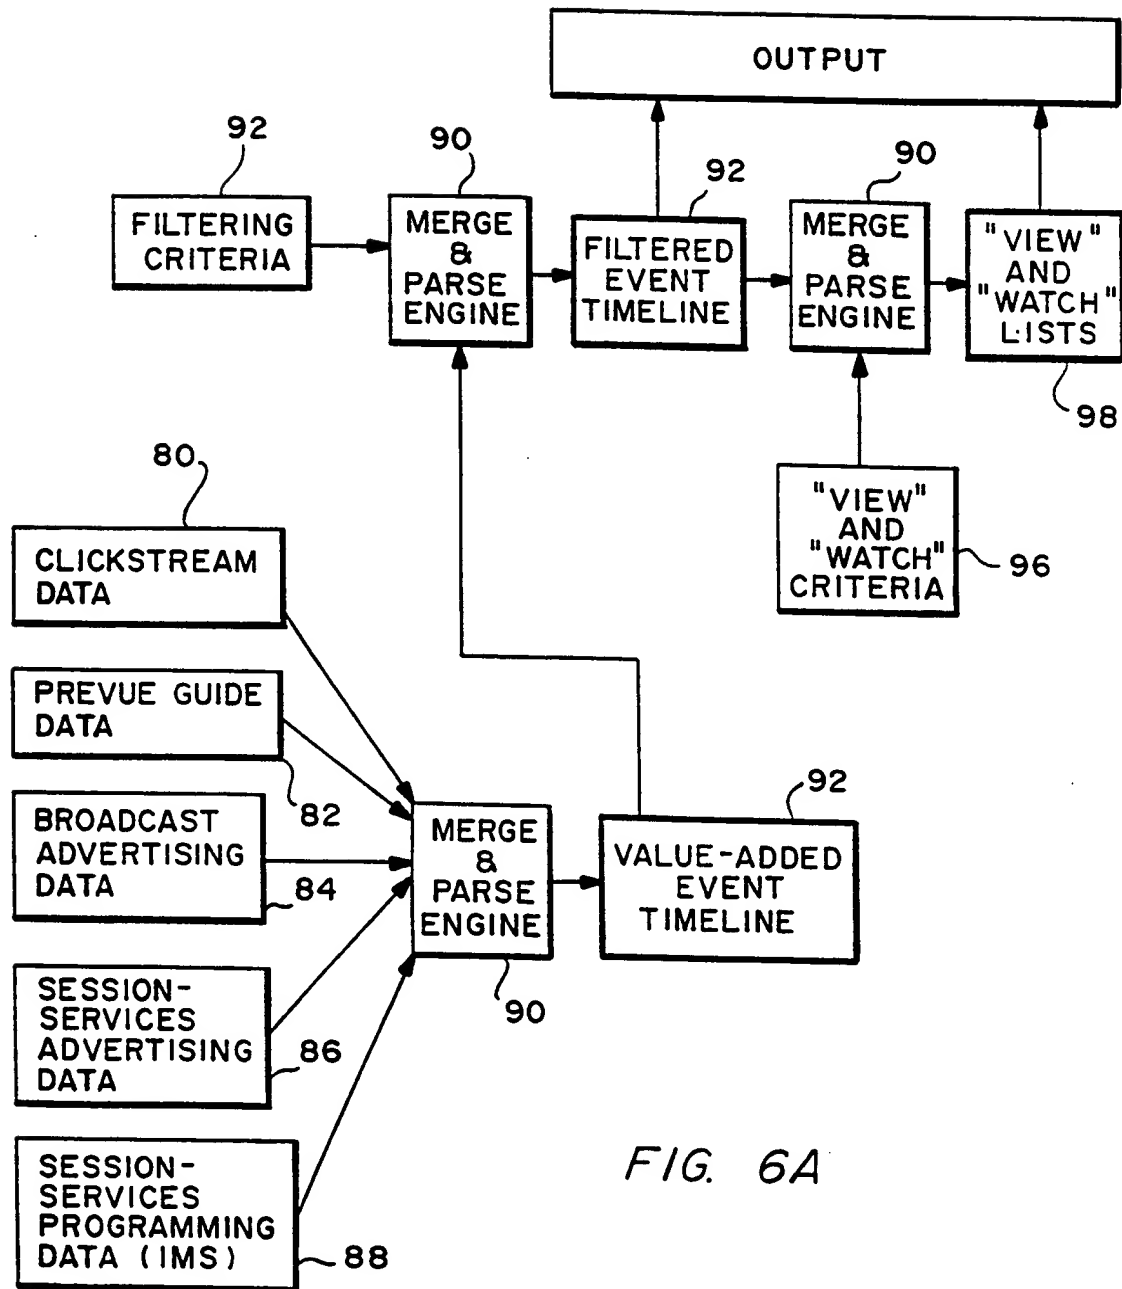 OUTPUT
92
90
92
90
FILTERING
CRITERIA
MERGE
&
PARSE
ENGINE
FILTERED
EVENT
TIMELINE
MERGE
&
PARSE
ENGINE
"VIEW"
AND
"WATCH"
L·ISTS
98
"VIEW"
AND
"WATCH"
CRITERIA
96
80
CLICKSTREAM
DATA
PREVUE GUIDE
DATA
82
BROADCAST
ADVERTISING
DATA
84
SESSION-
SERVICES
ADVERTISING
DATA
86
SESSION-
SERVICES
PROGRAMMING
DATA (IMS)
88
MERGE
&
PARSE
ENGINE
90
92
VALUE-ADDED
EVENT
TIMELINE
FIG. 6A